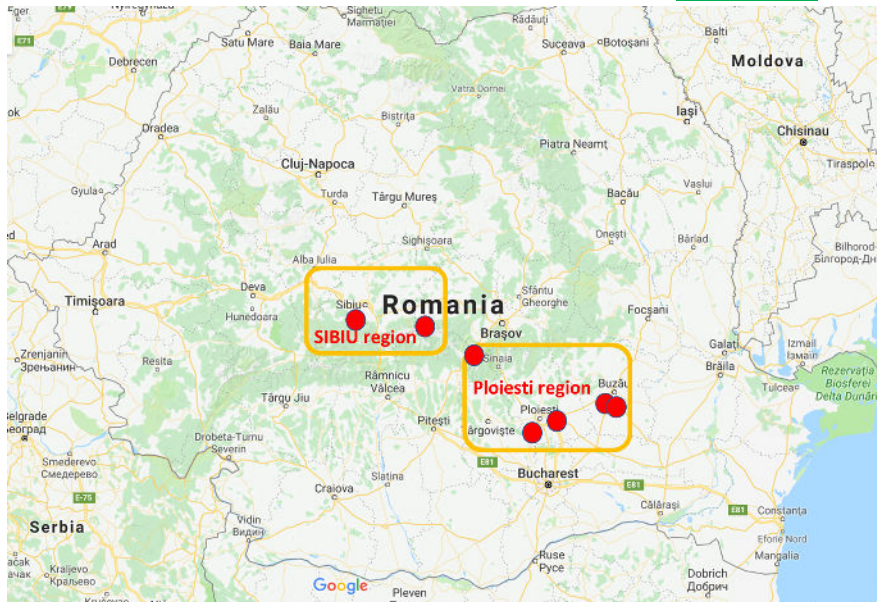 Sighetu
Marmației
Rădăuți
Balti
E71
Satu Mare
Baia Mare
Suceava
Botoșani
Debrecen
Moldova
Vatra Dornei
Zalău
Bistrița
Iași
Oradea
Chisinau
Piatra Neamț
Cluj-Napoca
Tiraspol
Gyula
Turda
Târgu Mureș
Bacău
Vaslui
Sighișoara
Onești
Bârlad
Arad
Alba Iulia
Bilhorod-
Білгород-Дн
Deva
Sfântu
Gheorghe
Timișoara
Hunedoara
Sibiu
Romania
Focșani
SIBIU region
Brașov
Galați
Izmail
Ізмаїл
Zrenjanin
Зрењанин
Resita
Sinaia
Brăila
Tulcea
Rezervația
Biosferei
Delta Dunăr
Râmnicu
Vâlcea
Ploiesti region
Buzău
Târgu Jiu
Ploiești
elgrade
еоград
Pitești
ârgoviște
Drobeta-Turnu
Severin
E81
Smederevo
Смедерево
Slatina
Bucharest
E-75
Craiova
E81
Călărași
E81
Constanța
Serbia
Vidin
Видин
Eforie Nord
Mangalia
Ruse
Русе
Kraljevo
Краљево
Google
Pleven
Dobrich
Добрич